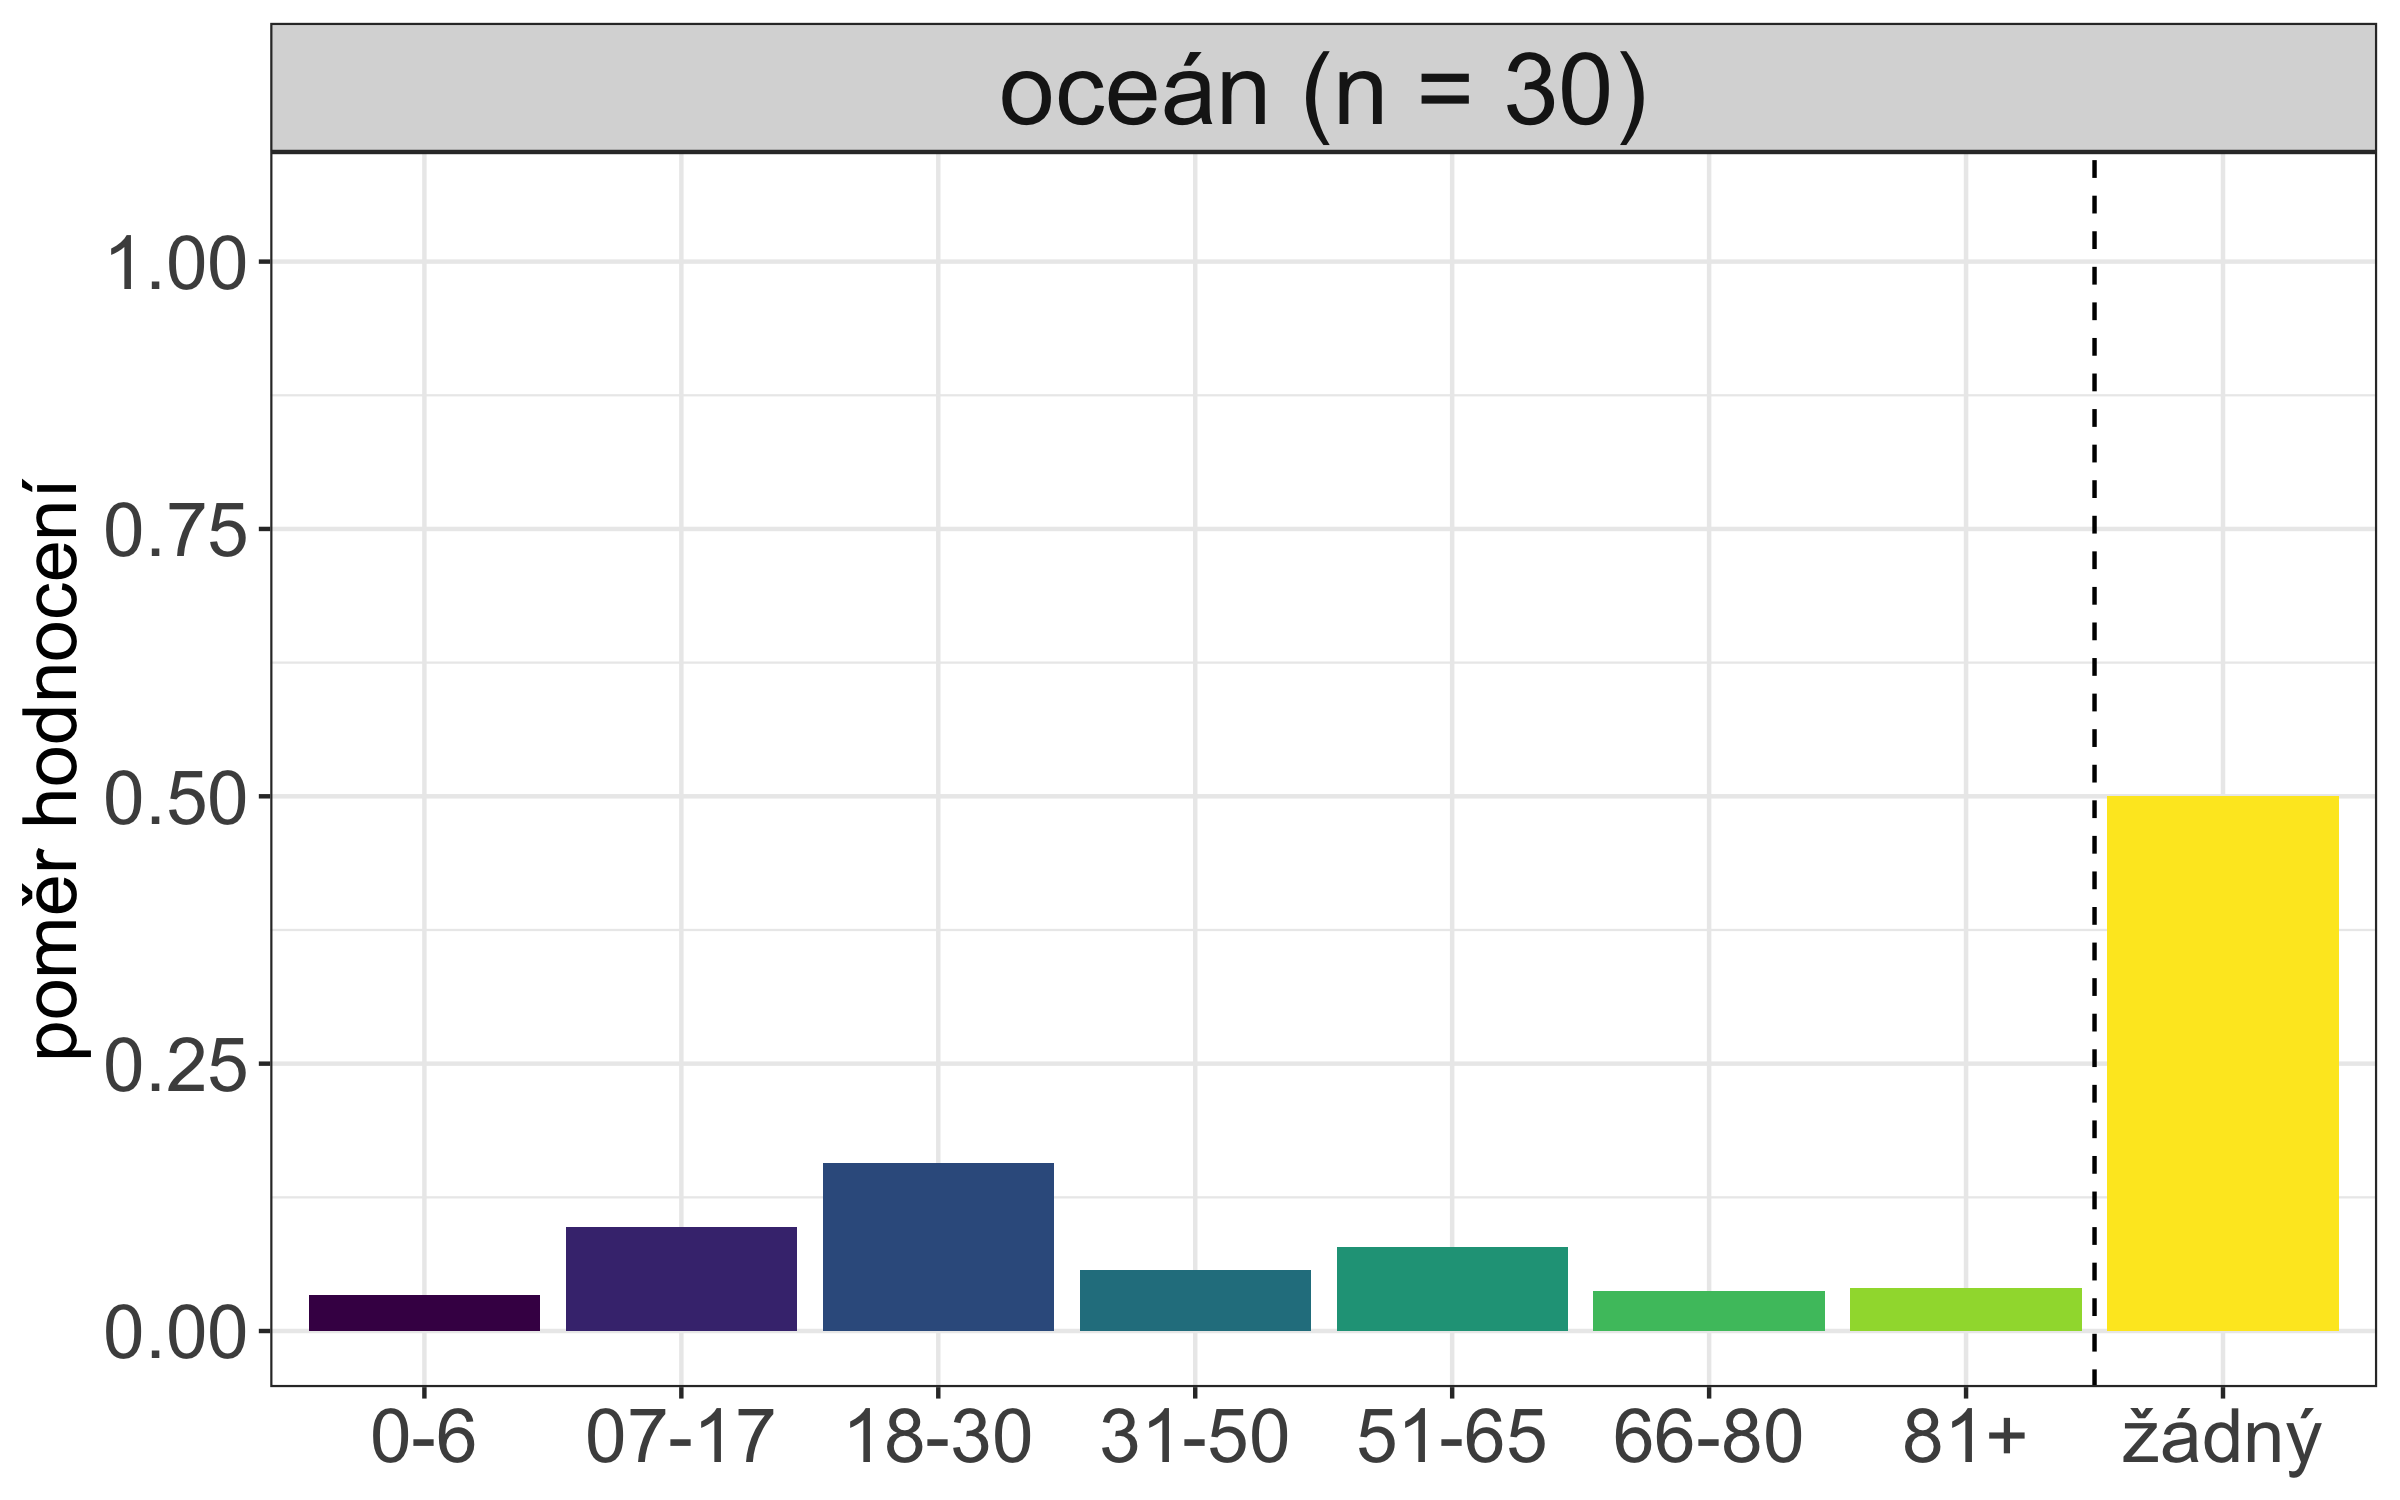 oceán (n = 30)
poměr hodnocení
1.00
0.75
0.50
0.25
0.00
0-6 07-17 18-30 31-50 51-65 66-80 81+ žádný